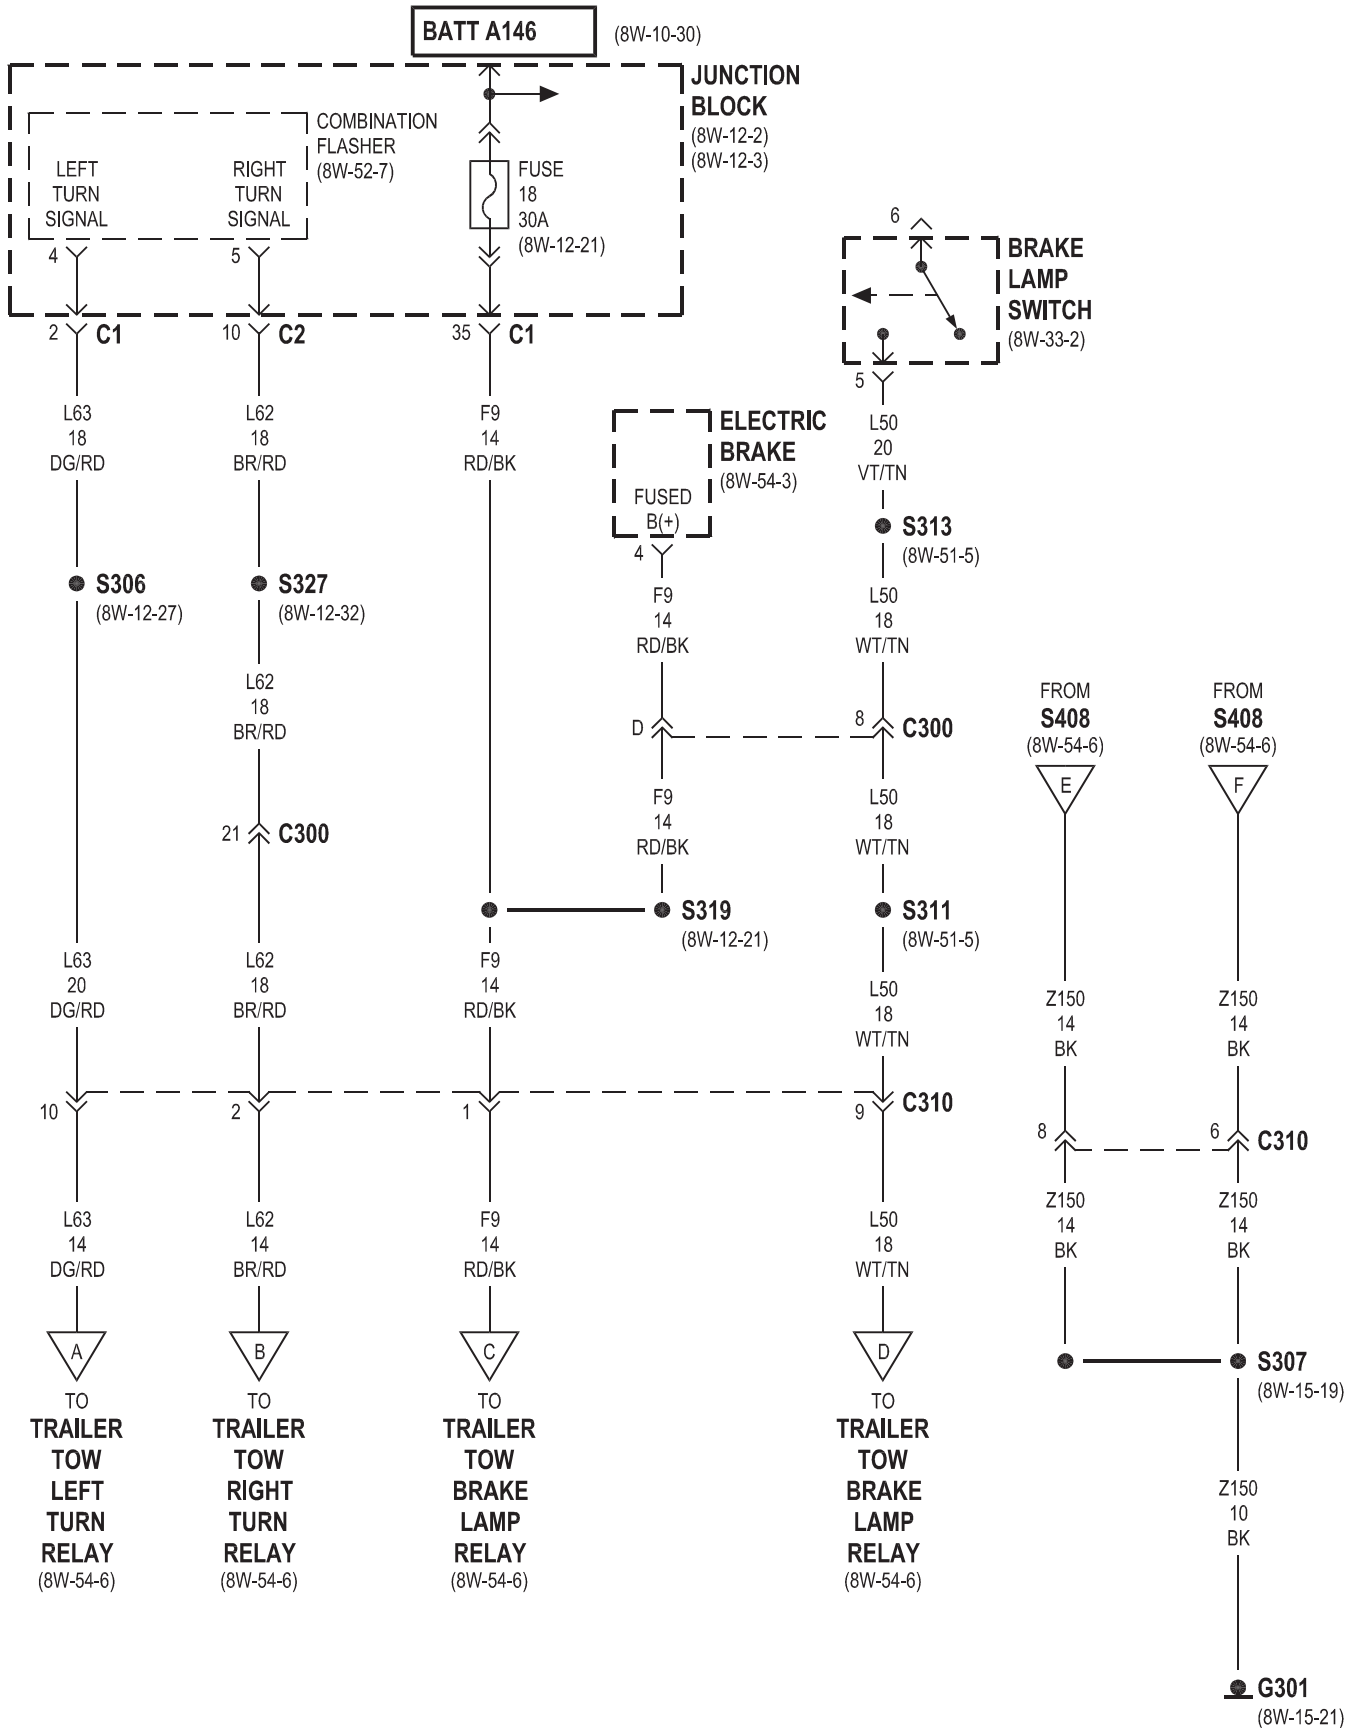 BATT A146
(8W-10-30)
JUNCTION
BLOCK
(8W-12-2)
(8W-12-3)
COMBINATION
FLASHER
(8W-52-7)
LEFT
TURN
SIGNAL
RIGHT
TURN
SIGNAL
FUSE
18
30A
(8W-12-21)
4
5
2
C1
10
C2
35
C1
6
BRAKE
LAMP
SWITCH
(8W-33-2)
5
L63
18
DG/RD
L62
18
BR/RD
F9
14
RD/BK
ELECTRIC
BRAKE
(8W-54-3)
FUSED
B(+)
4
L50
20
VT/TN
S313
(8W-51-5)
S306
(8W-12-27)
S327
(8W-12-32)
F9
14
RD/BK
L50
18
WT/TN
L62
18
BR/RD
D
8
C300
21
C300
FROM
S408
(8W-54-6)
E
FROM
S408
(8W-54-6)
F
F9
14
RD/BK
L50
18
WT/TN
S319
(8W-12-21)
S311
(8W-51-5)
L63
20
DG/RD
L62
18
BR/RD
F9
14
RD/BK
L50
18
WT/TN
Z150
14
BK
Z150
14
BK
10
2
1
9
C310
8
6
C310
L63
14
DG/RD
L62
14
BR/RD
F9
14
RD/BK
L50
18
WT/TN
Z150
14
BK
Z150
14
BK
A
TO
TRAILER
TOW
LEFT
TURN
RELAY
(8W-54-6)
B
TO
TRAILER
TOW
RIGHT
TURN
RELAY
(8W-54-6)
C
TO
TRAILER
TOW
BRAKE
LAMP
RELAY
(8W-54-6)
D
TO
TRAILER
TOW
BRAKE
LAMP
RELAY
(8W-54-6)
S307
(8W-15-19)
Z150
10
BK
G301
(8W-15-21)